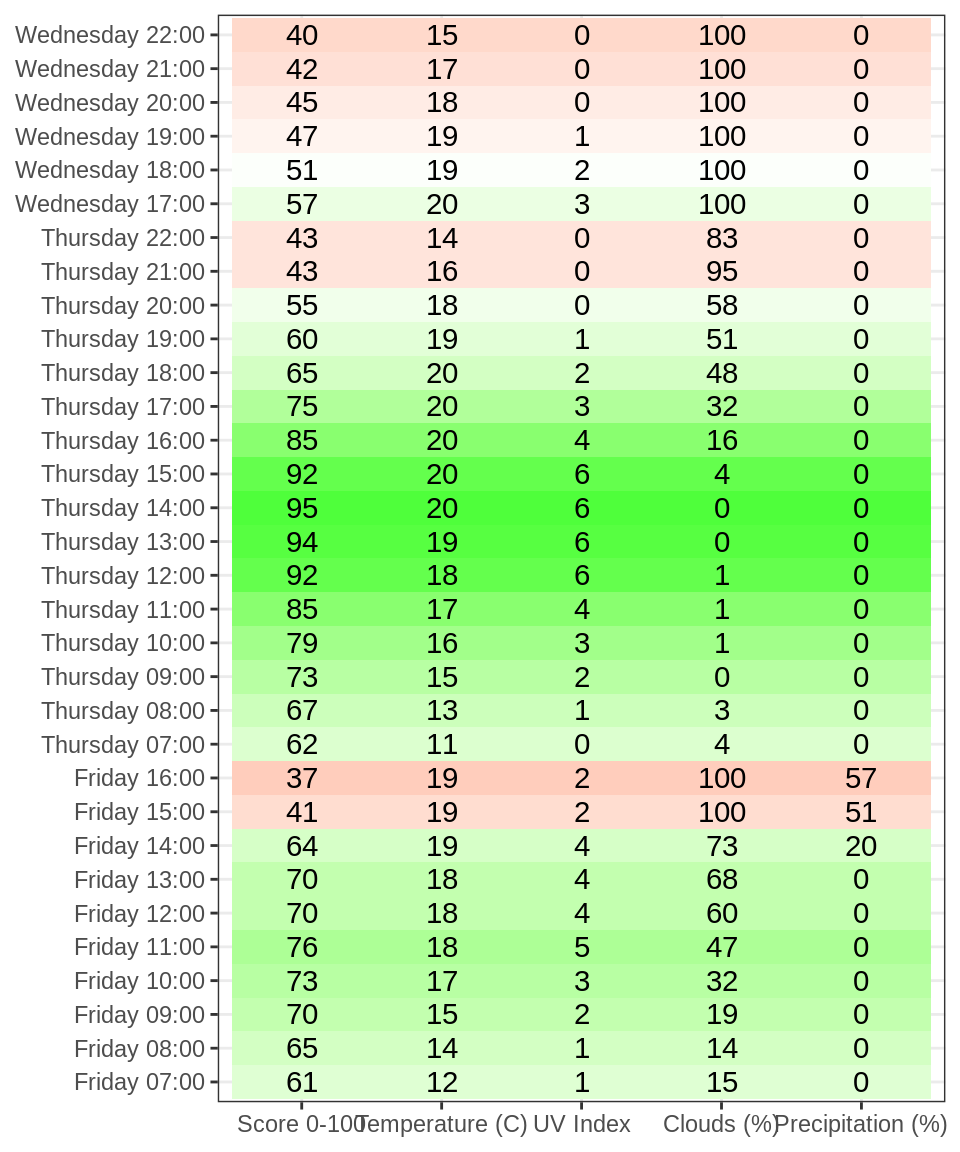 Wednesday 22:00 40 15 0 100 0
Wednesday 21:00 42 17 0 100 0
Wednesday 20:00 45 18 0 100 0
Wednesday 19:00 47 19 1 100 0
Wednesday 18:00 51 19 2 100 0
Wednesday 17:00 57 20 3 100 0
Thursday 22:00 43 14 0 83 0
Thursday 21:00 43 16 0 95 0
Thursday 20:00 55 18 0 58 0
Thursday 19:00 60 19 1 51 0
Thursday 18:00 65 20 2 48 0
Thursday 17:00 75 20 3 32 0
Thursday 16:00 85 20 4 16 0
Thursday 15:00 92 20 6 4 0
Thursday 14:00 95 20 6 0 0
Thursday 13:00 94 19 6 0 0
Thursday 12:00 92 18 6 1 0
Thursday 11:00 85 17 4 1 0
Thursday 10:00 79 16 3 1 0
Thursday 09:00 73 15 2 0 0
Thursday 08:00 67 13 1 3 0
Thursday 07:00 62 11 0 4 0
Friday 16:00 37 19 2 100 57
Friday 15:00 41 19 2 100 51
Friday 14:00 64 19 4 73 20
Friday 13:00 70 18 4 68 0
Friday 12:00 70 18 4 60 0
Friday 11:00 76 18 5 47 0
Friday 10:00 73 17 3 32 0
Friday 09:00 70 15 2 19 0
Friday 08:00 65 14 1 14 0
Friday 07:00 61 12 1 15 0
Score 0-100 Temperature (C) UV Index Clouds (%) Precipitation (%)